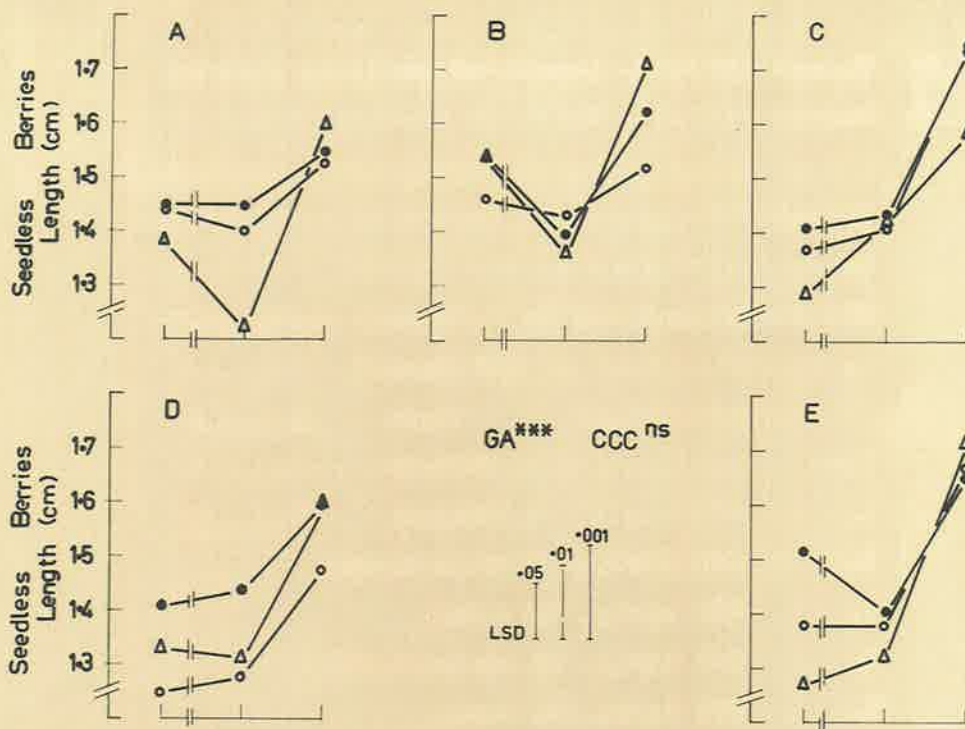 A
B
C
Seedless Berries
Length (cm)
1·7
1·6
1·5
1·4
1·3
D
E
Seedless Berries
Length (cm)
1·7
1·6
1·5
1·4
1·3
GA*** CCC ns
·05 ·01 ·001
LSD